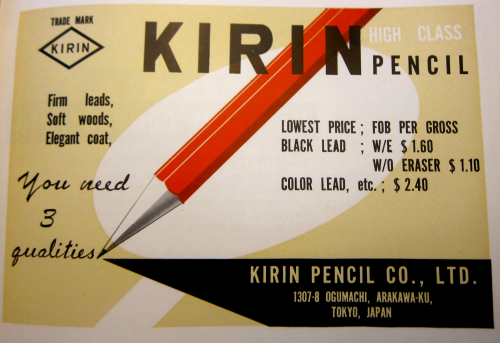 TRADE MARK
KIRIN
KIRIN HIGH CLASS
PENCIL
Firm leads,
Soft woods,
Elegant coat,
You need
3
qualities
LOWEST PRICE ; FOB PER GROSS
BLACK LEAD ; W/E $ 1.60
W/O ERASER $ 1.10
COLOR LEAD, etc. ; $ 2.40
KIRIN PENCIL CO., LTD.
1307-8 OGUMACHI, ARAKAWA-KU,
TOKYO, JAPAN